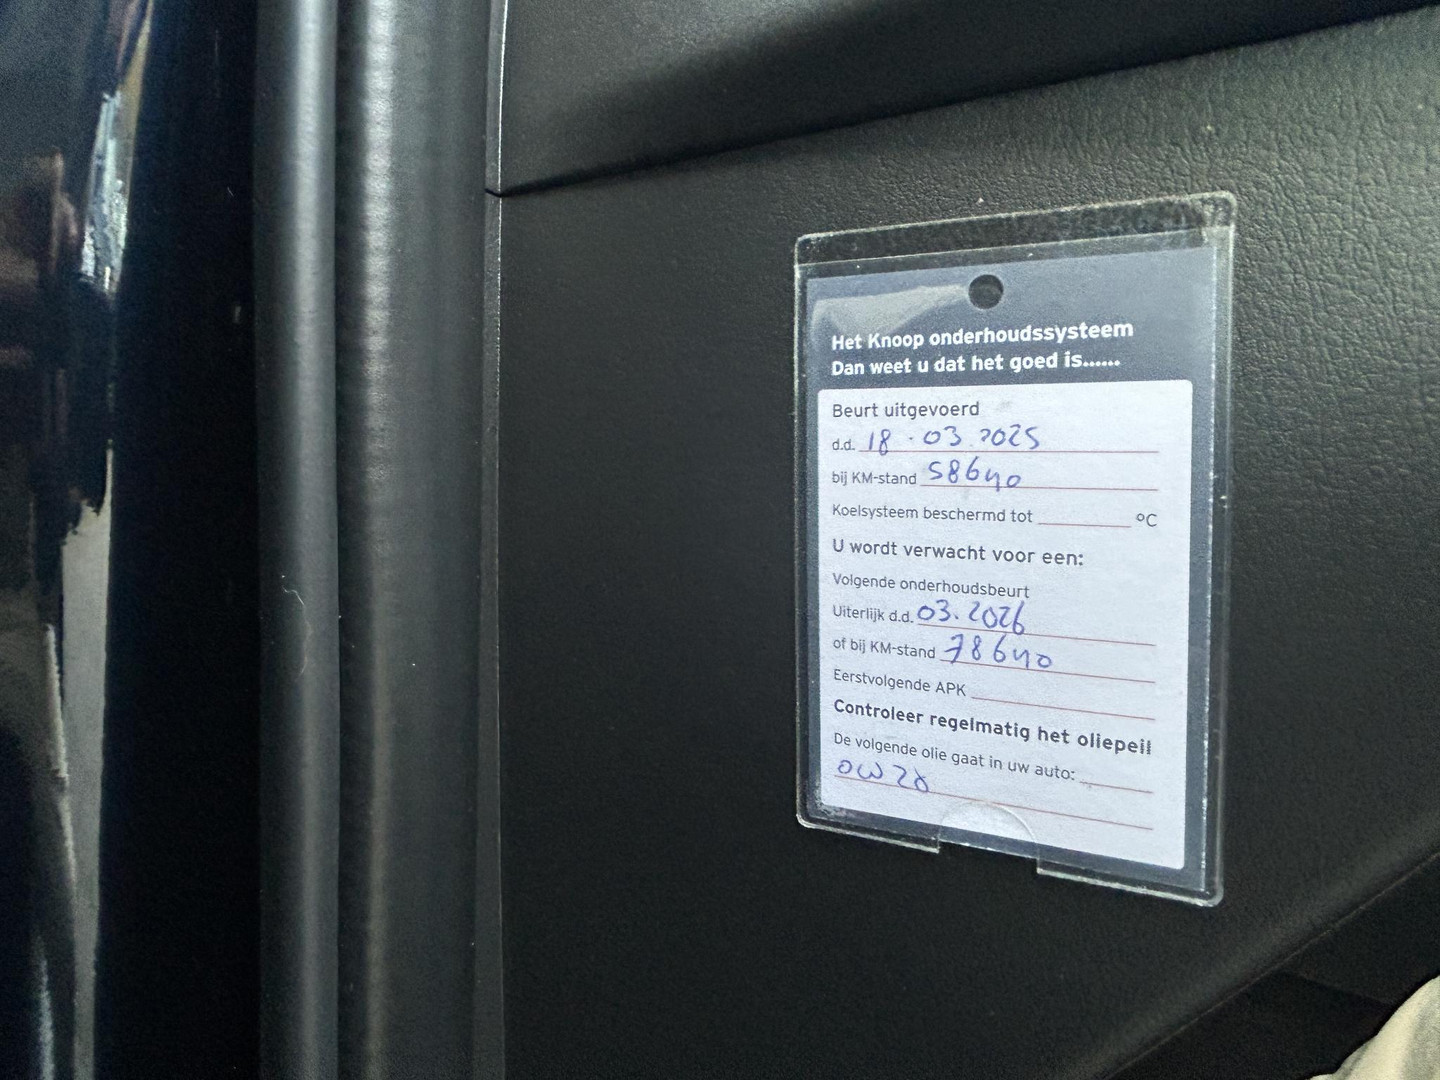 Het Knoop onderhoudssysteem
Dan weet u dat het goed is......
Beurt uitgevoerd
d.d. 18 . 03 . 2025
bij KM-stand 58640
Koelsysteem beschermd tot °C
U wordt verwacht voor een:
Volgende onderhoudsbeurt
Uiterlijk d.d. 03.2026
of bij KM-stand 78640
Eerstvolgende APK
Controleer regelmatig het oliepeil
De volgende olie gaat in uw auto:
0W20